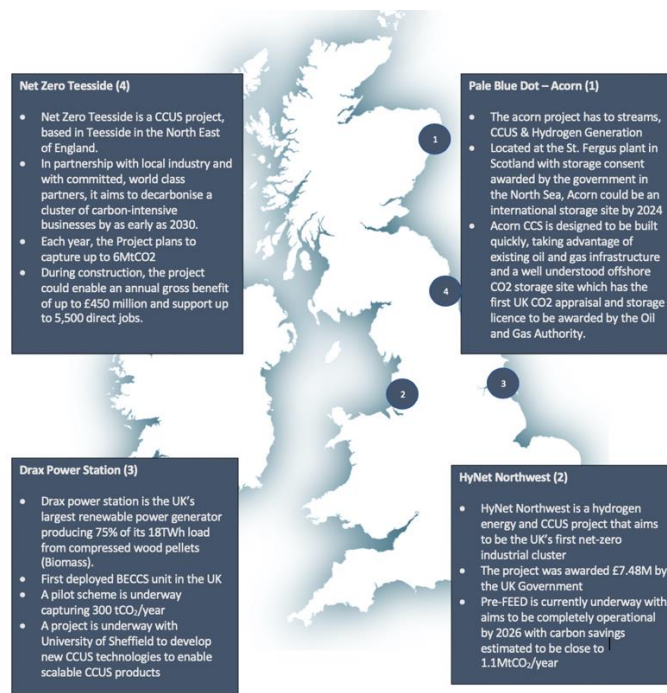 Net Zero Teesside (4)
• Net Zero Teesside is a CCUS project,
based in Teesside in the North East
of England.
• In partnership with local industry and
with committed, world class
partners, it aims to decarbonise a
cluster of carbon-intensive
businesses by as early as 2030.
• Each year, the Project plans to
capture up to 6MtCO2
• During construction, the project
could enable an annual gross benefit
of up to £450 million and support up
to 5,500 direct jobs.
Pale Blue Dot – Acorn (1)
• The acorn project has to streams,
CCUS & Hydrogen Generation
• Located at the St. Fergus plant in
Scotland with storage consent
awarded by the government in
the North Sea, Acorn could be an
international storage site by 2024
• Acorn CCS is designed to be built
quickly, taking advantage of
existing oil and gas infrastructure
and a well understood offshore
CO2 storage site which has the
first UK CO2 appraisal and storage
licence to be awarded by the Oil
and Gas Authority.
1
4
3
2
Drax Power Station (3)
• Drax power station is the UK's
largest renewable power generator
producing 75% of its 18TWh load
from compressed wood pellets
(Biomass).
• First deployed BECCS unit in the UK
• A pilot scheme is underway
capturing 300 tCO₂/year
• A project is underway with
University of Sheffield to develop
new CCUS technologies to enable
scalable CCUS products
HyNet Northwest (2)
• HyNet Northwest is a hydrogen
energy and CCUS project that aims
to be the UK's first net-zero
industrial cluster
• The project was awarded £7.48M by
the UK Government
• Pre-FEED is currently underway with
aims to be completely operational
by 2026 with carbon savings
estimated to be close to
1.1MtCO₂/year